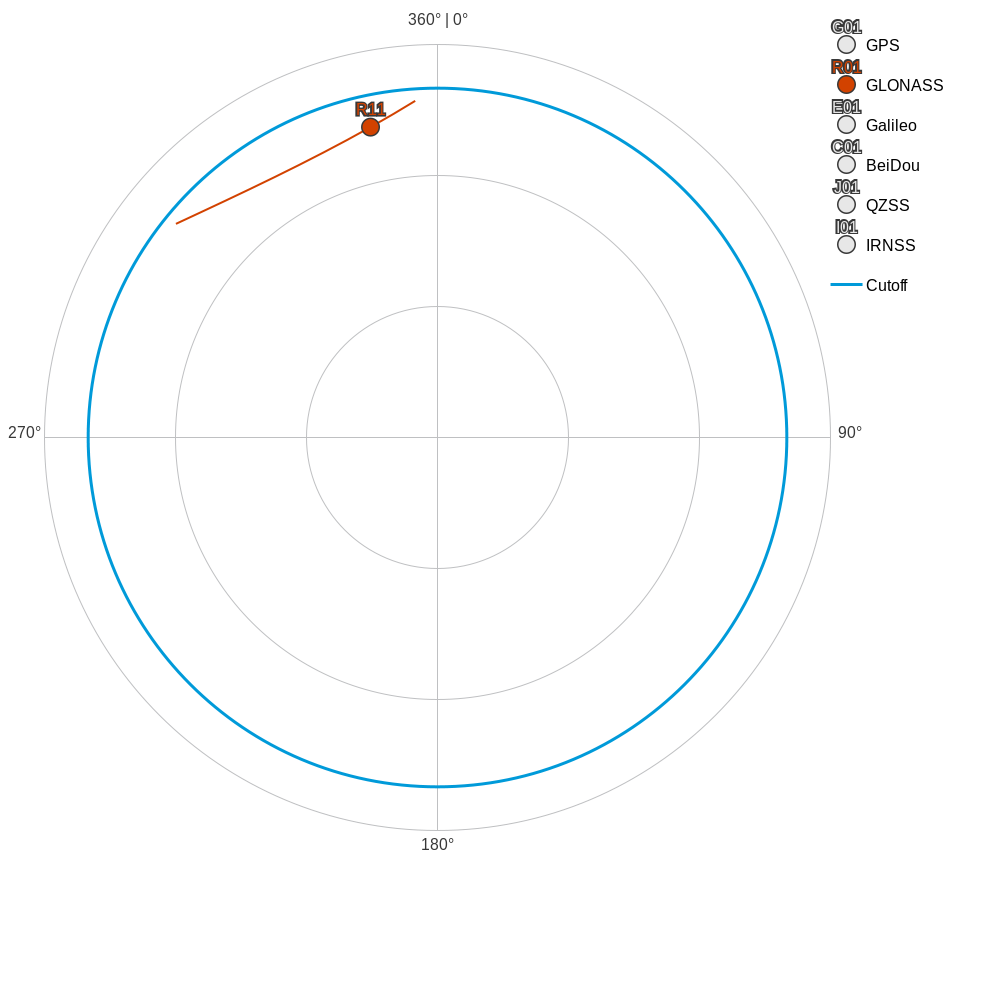 360° | 0°
G01
GPS
R01
GLONASS
R11
E01
Galileo
C01
BeiDou
J01
QZSS
I01
IRNSS
Cutoff
270°
90°
180°